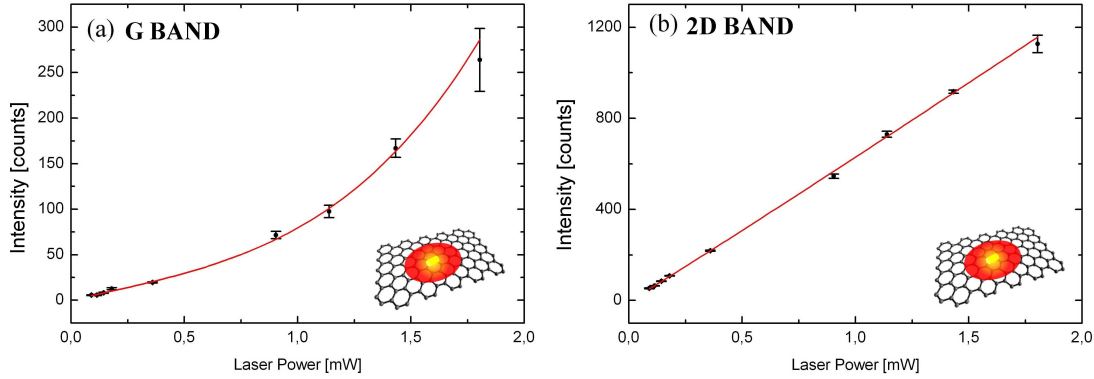 (a) G BAND
300
250
200
150
100
50
0
Intensity [counts]
0,0 0,5 1,0 1,5 2,0
Laser Power [mW]
(b) 2D BAND
1200
800
400
0
Intensity [counts]
0,0 0,5 1,0 1,5 2,0
Laser Power [mW]